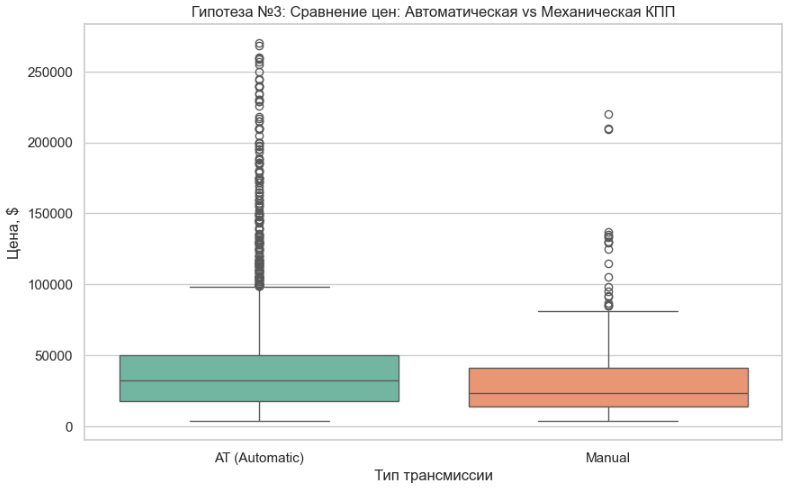 Гипотеза №3: Сравнение цен: Автоматическая vs Механическая КПП
Цена, $
250000
200000
150000
100000
50000
0
AT (Automatic)
Manual
Тип трансмиссии